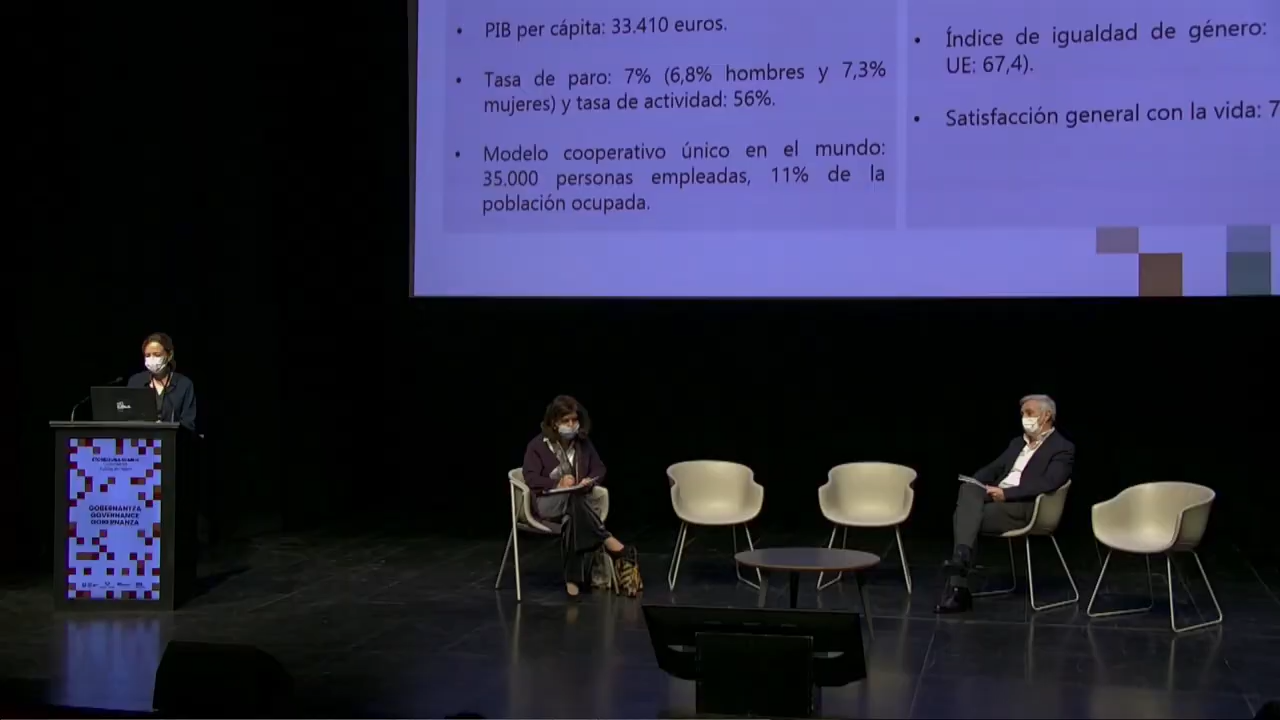 • PIB per cápita: 33.410 euros.
• Tasa de paro: 7% (6,8% hombres y 7,3%
mujeres) y tasa de actividad: 56%.
• Modelo cooperativo único en el mundo:
35.000 personas empleadas, 11% de la
población ocupada.
• Índice de igualdad de género:
UE: 67,4).
• Satisfacción general con la vida: 7
GOBERNANTZA
GOVERNANCE
GOBERNANZA